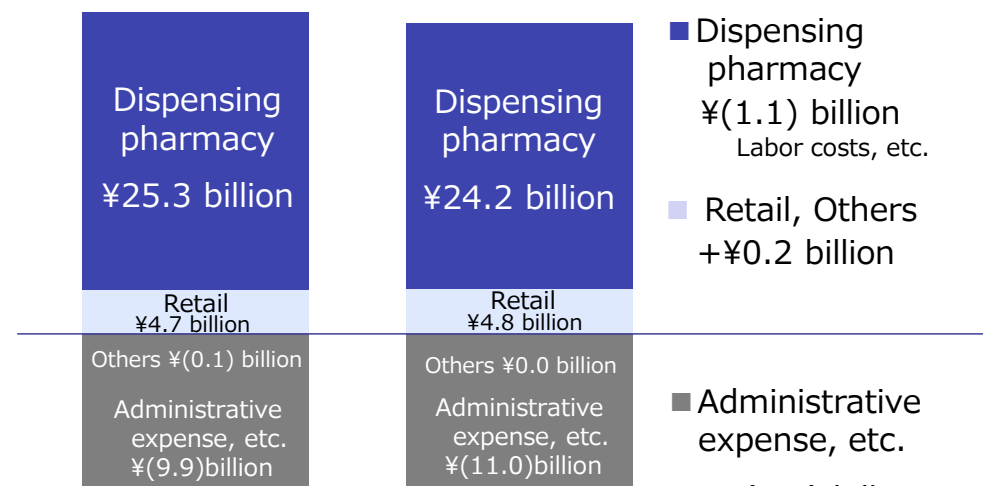 Dispensing
pharmacy
¥25.3 billion
Retail
¥4.7 billion
Others ¥(0.1) billion
Administrative
expense, etc.
¥(9.9)billion
Dispensing
pharmacy
¥24.2 billion
Retail
¥4.8 billion
Others ¥0.0 billion
Administrative
expense, etc.
¥(11.0)billion
Dispensing
pharmacy
¥(1.1) billion
Labor costs, etc.
Retail, Others
+¥0.2 billion
Administrative
expense, etc.